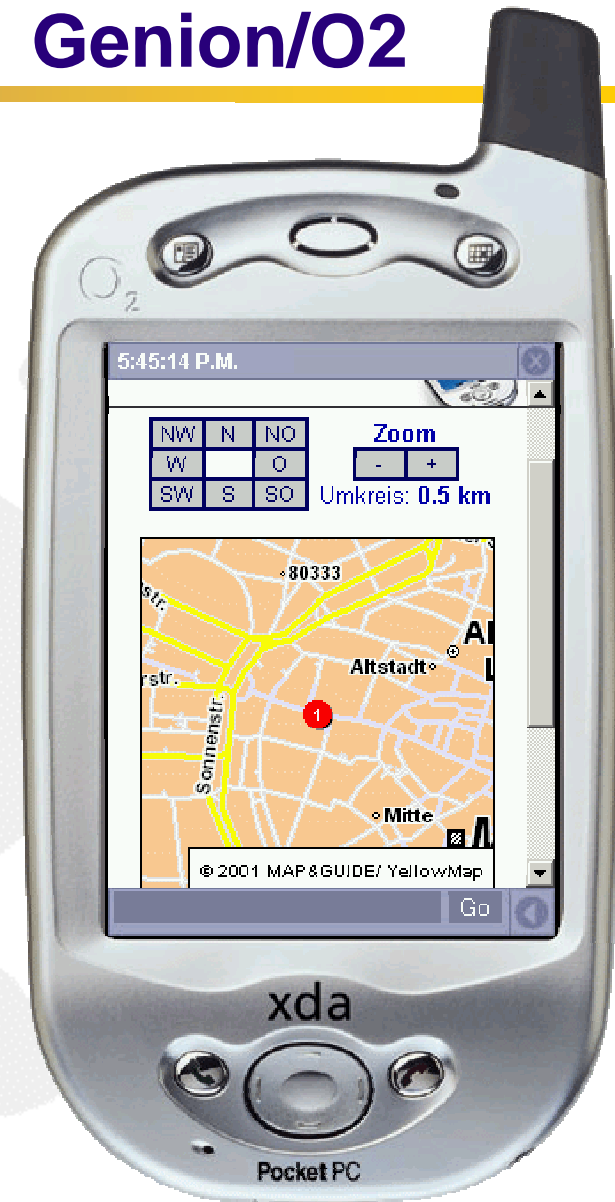 Genion/O2
O2
5:45:14 P.M.
NW N NO Zoom
W O - +
SW S SO Umkreis: 0.5 km
80333
str.
Al
Altstadt
L
rstr.
1
Sonnenstr.
Mitte
© 2001 MAP&GUIDE/ YellowMap
Go
xda
Pocket PC